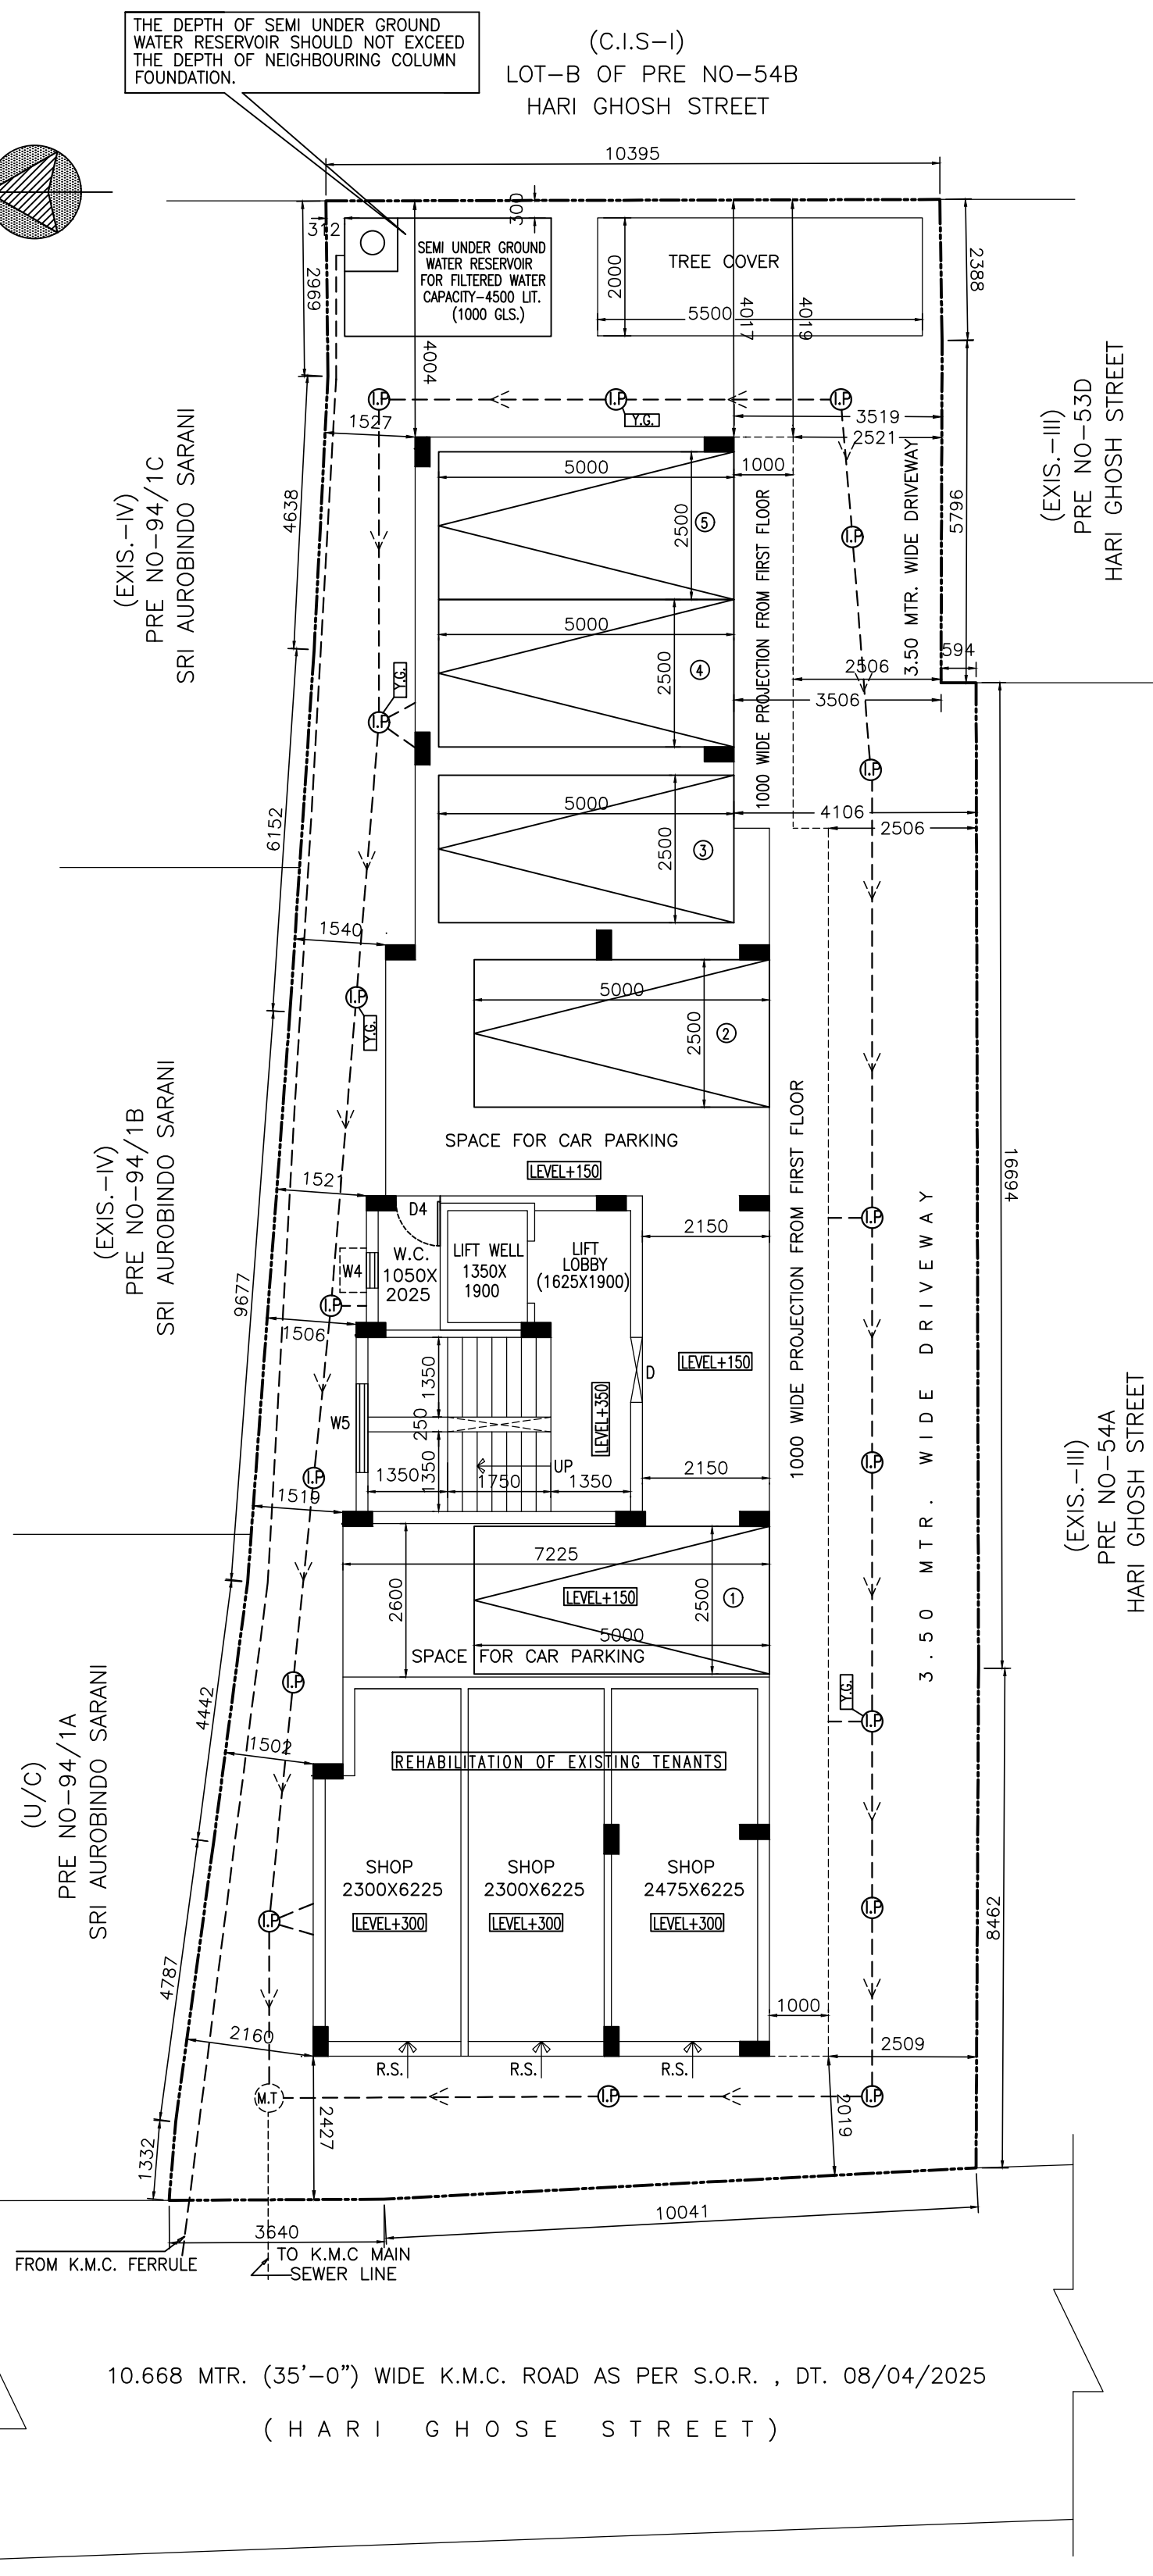 THE DEPTH OF SEMI UNDER GROUND
WATER RESERVOIR SHOULD NOT EXCEED
THE DEPTH OF NEIGHBOURING COLUMN
FOUNDATION.
(C.I.S-I)
LOT-B OF PRE NO-54B
HARI GHOSH STREET
10395
300
312
2969
SEMI UNDER GROUND
WATER RESERVOIR
FOR FILTERED WATER
CAPACITY-4500 LIT.
(1000 GLS.)
TREE COVER
2000
5500
4017
4019
2388
4004
I.P
I.P
I.P
Y.G.
1527
3519
2521
(EXIS.-III)
PRE NO-53D
HARI GHOSH STREET
5000
1000
2500
5
I.P
5796
3.50 MTR. WIDE DRIVEWAY
1000 WIDE PROJECTION FROM FIRST FLOOR
(EXIS.-IV)
PRE NO-94/1C
SRI AUROBINDO SARANI
4638
5000
2500
4
594
2506
3506
Y.G.
I.P
I.P
5000
2500
3
4106
2506
6152
1540
I.P
Y.G.
5000
2500
2
SPACE FOR CAR PARKING
LEVEL+150
1000 WIDE PROJECTION FROM FIRST FLOOR
3.50 MTR. WIDE DRIVEWAY
16694
(EXIS.-IV)
PRE NO-94/1B
SRI AUROBINDO SARANI
9677
1521
D4
W.C.
1050X
2025
W4
LIFT WELL
1350X
1900
LIFT
LOBBY
(1625X1900)
2150
I.P
I.P
1506
1350
250
1350
W5
LEVEL+350
D
LEVEL+150
UP
1350
1750
1350
2150
I.P
I.P
1519
(EXIS.-III)
PRE NO-54A
HARI GHOSH STREET
7225
2600
LEVEL+150
2500
1
5000
SPACE FOR CAR PARKING
I.P
Y.G.
I.P
(U/C)
PRE NO-94/1A
SRI AUROBINDO SARANI
4442
1502
REHABILITATION OF EXISTING TENANTS
SHOP
2300X6225
LEVEL+300
SHOP
2300X6225
LEVEL+300
SHOP
2475X6225
LEVEL+300
I.P
I.P
8462
4787
2160
1000
2509
R.S.
R.S.
R.S.
M.T
I.P
I.P
2427
2019
1332
3640
10041
FROM K.M.C. FERRULE
TO K.M.C MAIN
SEWER LINE
10.668 MTR. (35'-0") WIDE K.M.C. ROAD AS PER S.O.R. , DT. 08/04/2025
(HARI GHOSE STREET)